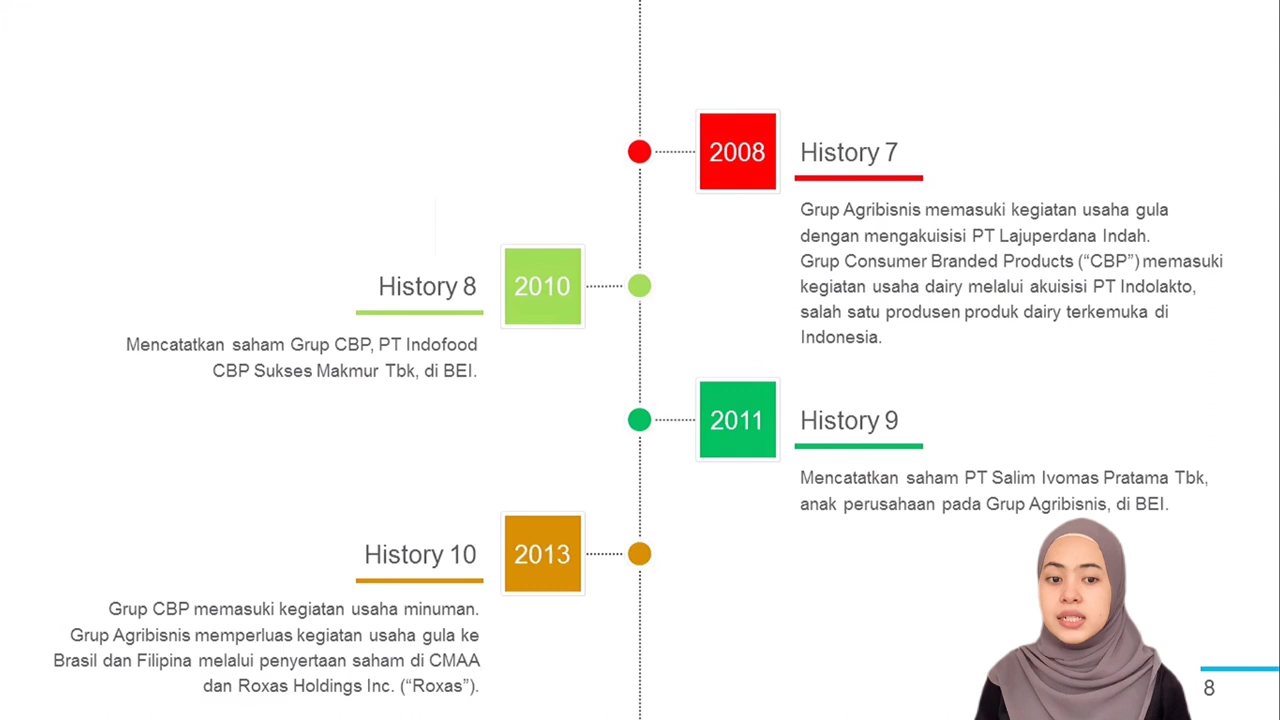 2008
History 7
Grup Agribisnis memasuki kegiatan usaha gula
dengan mengakuisisi PT Lajuperdana Indah.
Grup Consumer Branded Products (“CBP”) memasuki
kegiatan usaha dairy melalui akuisisi PT Indolakto,
salah satu produsen produk dairy terkemuka di
Indonesia.
History 8
2010
Mencatatkan saham Grup CBP, PT Indofood
CBP Sukses Makmur Tbk, di BEI.
2011
History 9
Mencatatkan saham PT Salim Ivomas Pratama Tbk,
anak perusahaan pada Grup Agribisnis, di BEI.
History 10
2013
Grup CBP memasuki kegiatan usaha minuman.
Grup Agribisnis memperluas kegiatan usaha gula ke
Brasil dan Filipina melalui penyertaan saham di CMAA
dan Roxas Holdings Inc. (“Roxas”).
8